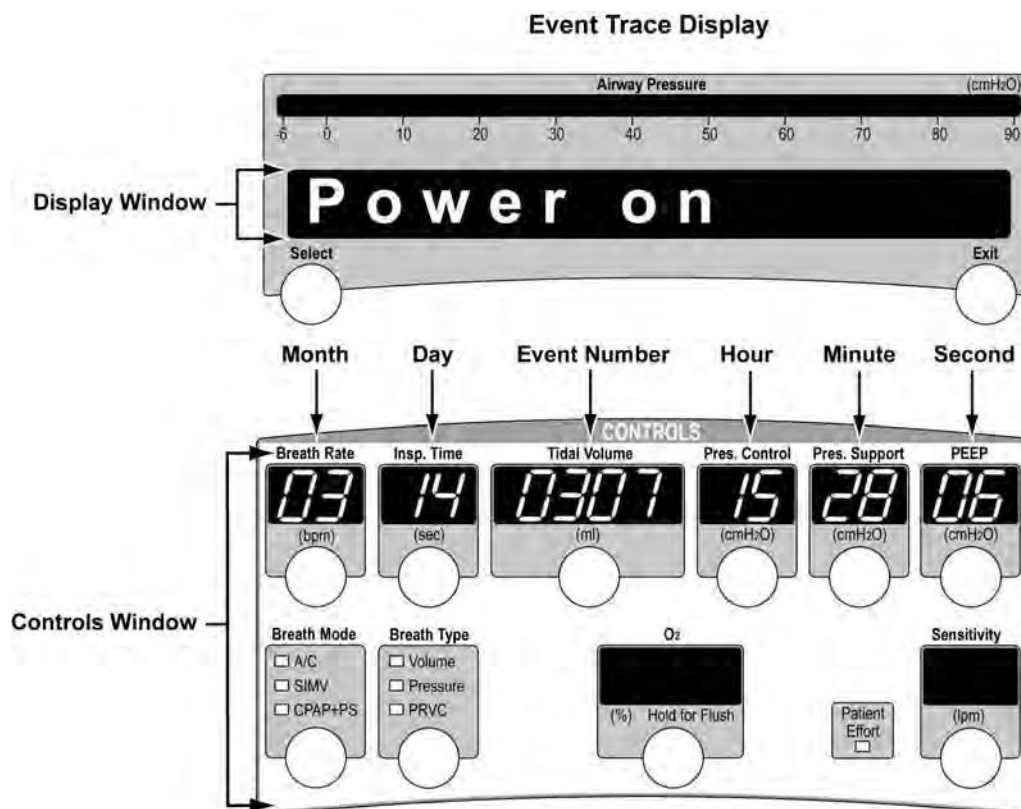 Event Trace Display
Airway Pressure (cmH2O)
-6 0 10 20 30 40 50 60 70 80 90
Display Window
Power on
Select Exit
Month Day Event Number Hour Minute Second
CONTROLS
Breath Rate Insp. Time Tidal Volume Pres. Control Pres. Support PEEP
03 14 0307 15 28 06
(bpm) (sec) (ml) (cmH2O) (cmH2O) (cmH2O)
Controls Window
Breath Mode Breath Type O2 Sensitivity
A/C Volume
SIMV Pressure
CPAP+PS PRVC
(%) Hold for Flush Patient Effort (lpm)